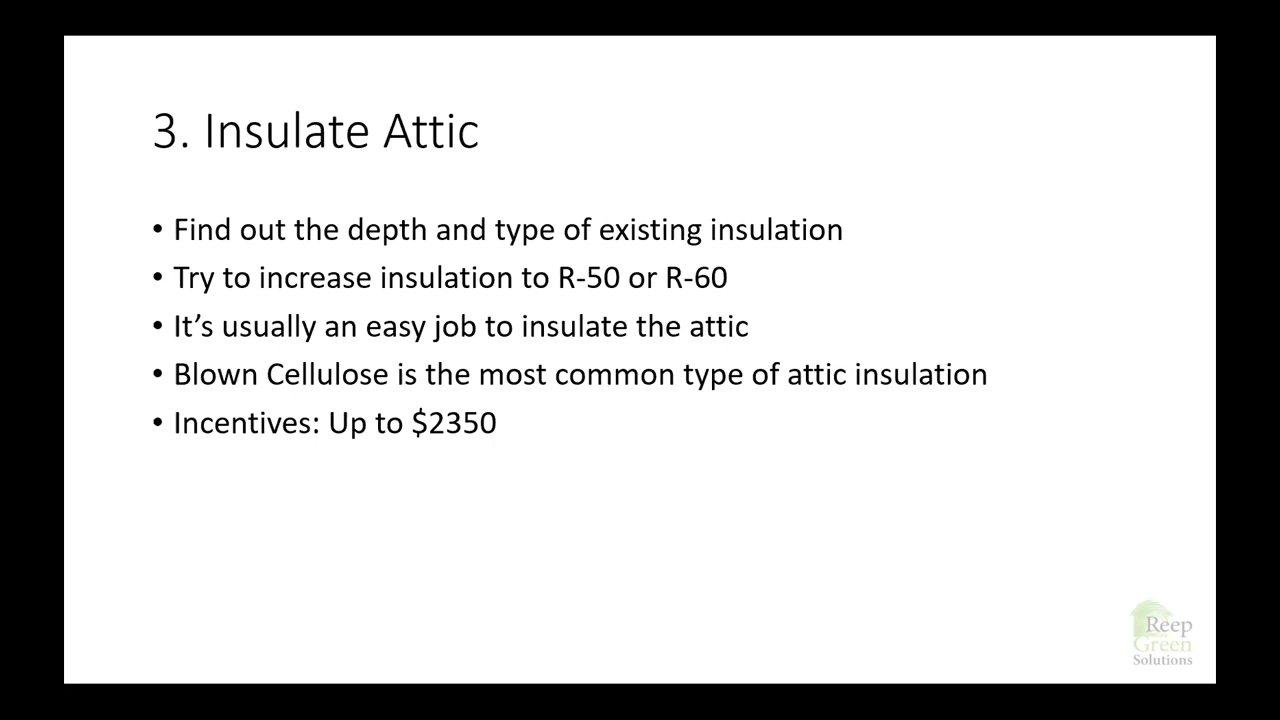 3. Insulate Attic
• Find out the depth and type of existing insulation
• Try to increase insulation to R-50 or R-60
• It’s usually an easy job to insulate the attic
• Blown Cellulose is the most common type of attic insulation
• Incentives: Up to $2350
Reep
Green
Solutions